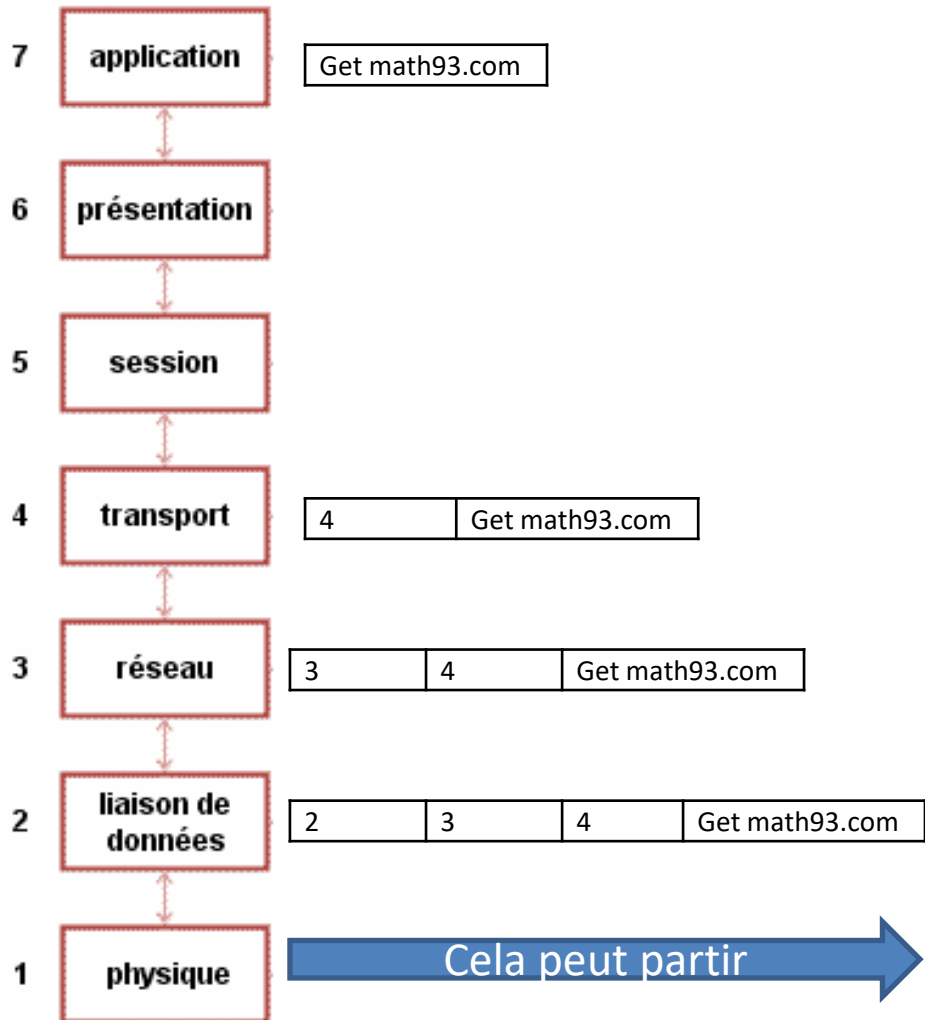 7 application Get math93.com
6 présentation
5 session
4 transport 4 Get math93.com
3 réseau 3 4 Get math93.com
liaison de
2 données 2 3 4 Get math93.com
1 physique Cela peut partir